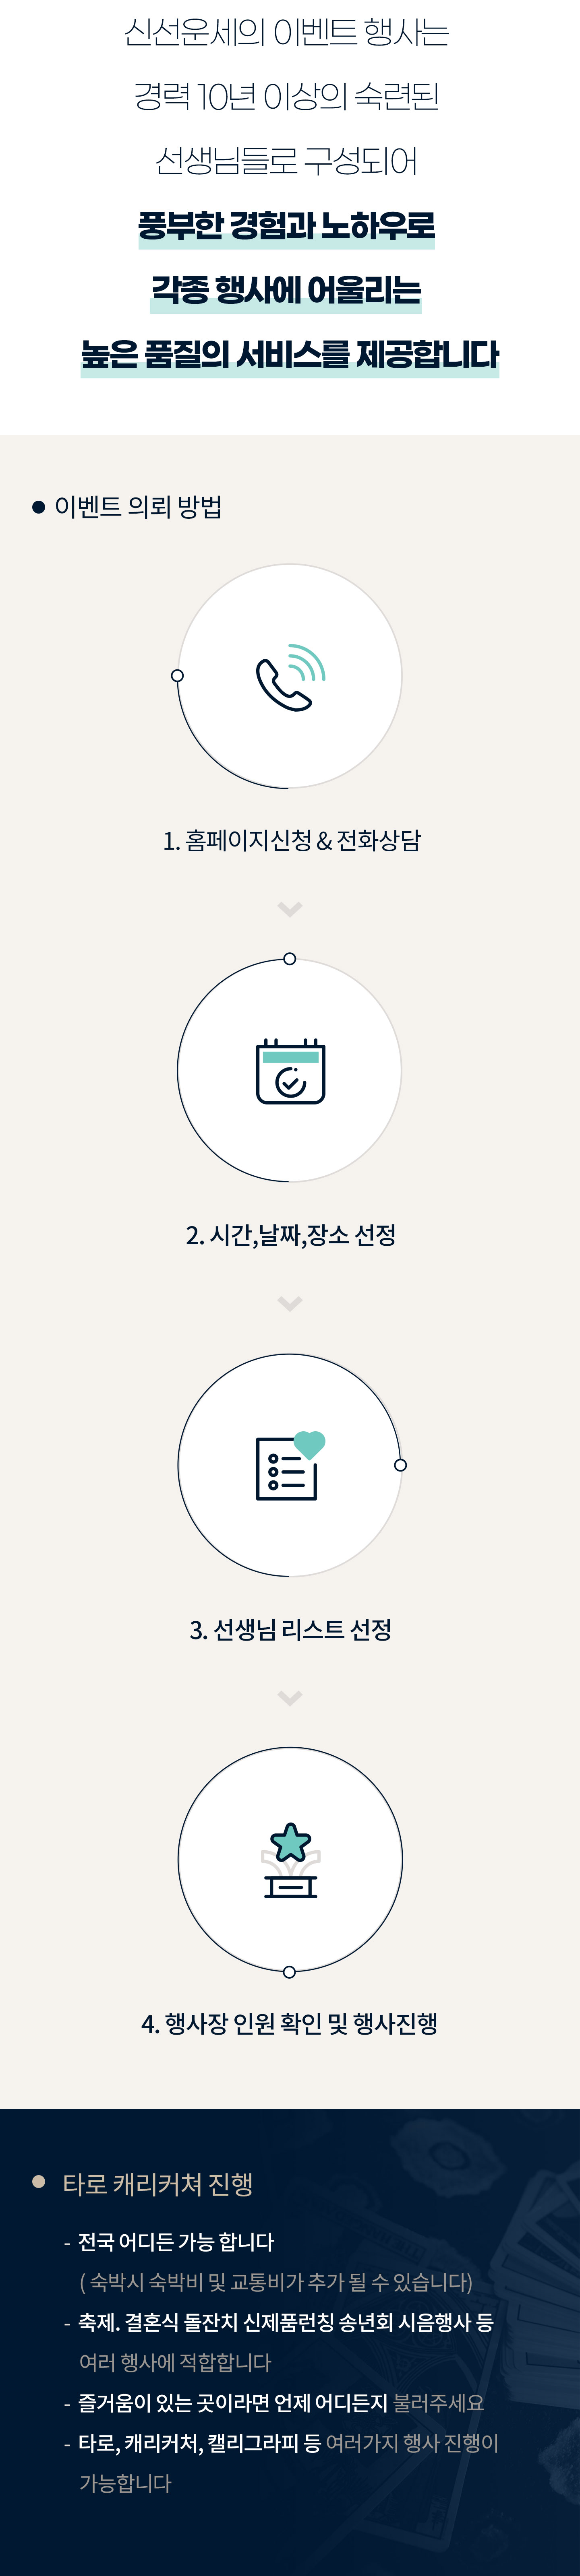 신선운세의 이벤트 행사는
경력 10년 이상의 숙련된
선생님들로 구성되어
풍부한 경험과 노하우로
각종 행사에 어울리는
높은 품질의 서비스를 제공합니다
● 이벤트 의뢰 방법
1. 홈페이지신청 & 전화상담
2. 시간,날짜,장소 선정
3. 선생님 리스트 선정
4. 행사장 인원 확인 및 행사진행
● 타로 캐리커쳐 진행
- 전국 어디든 가능 합니다
( 숙박시 숙박비 및 교통비가 추가 될 수 있습니다)
- 축제. 결혼식 돌잔치 신제품런칭 송년회 시음행사 등
여러 행사에 적합합니다
- 즐거움이 있는 곳이라면 언제 어디든지 불러주세요
- 타로, 캐리커처, 캘리그라피 등 여러가지 행사 진행이
가능합니다